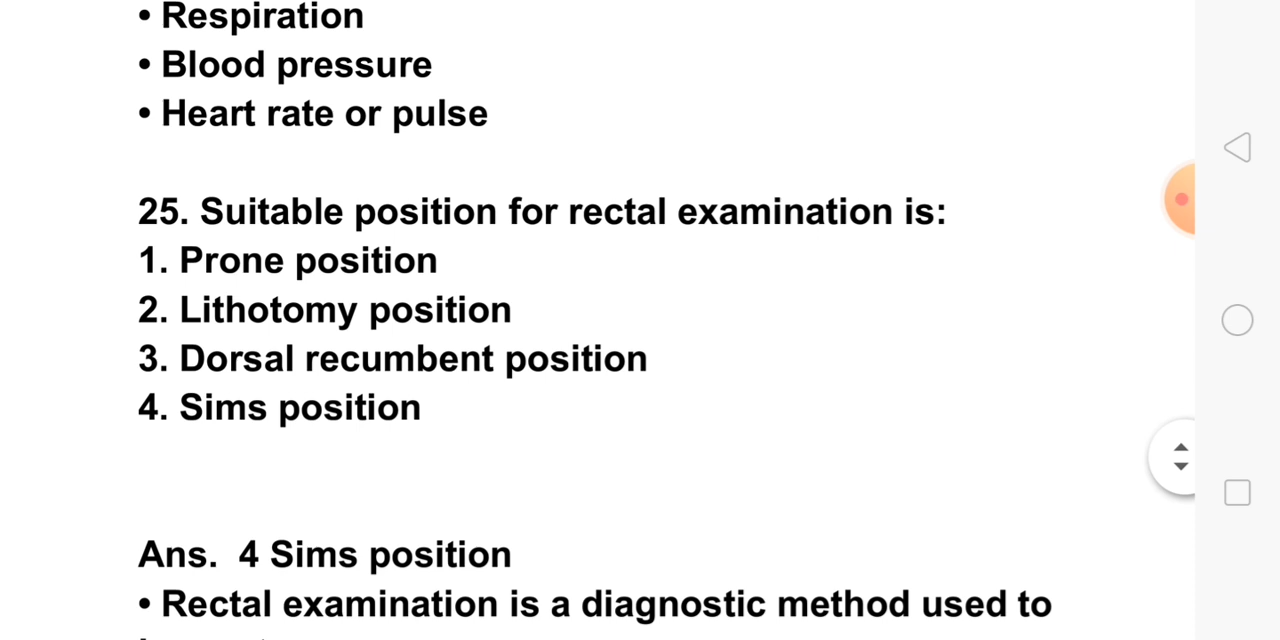 • Respiration
• Blood pressure
• Heart rate or pulse
25. Suitable position for rectal examination is:
1. Prone position
2. Lithotomy position
3. Dorsal recumbent position
4. Sims position
Ans.  4 Sims position
• Rectal examination is a diagnostic method used to